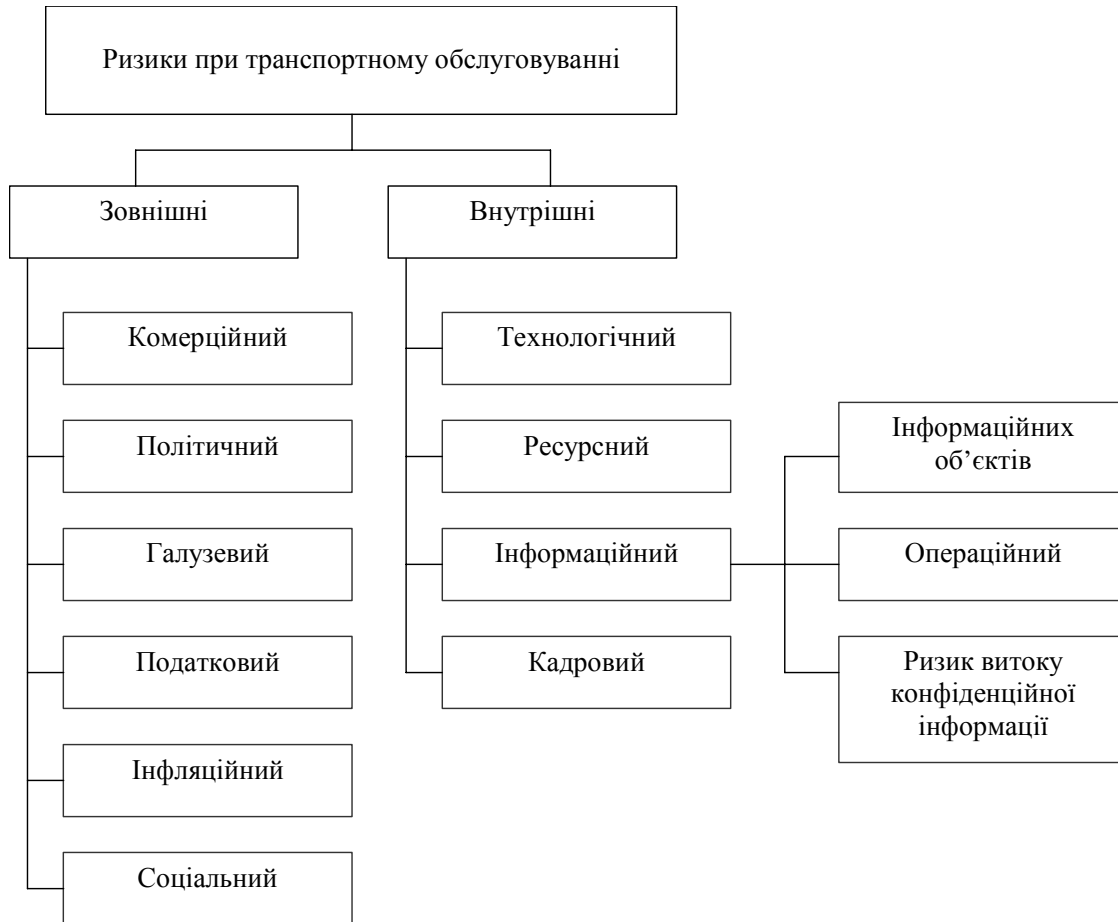 Ризики при транспортному обслуговуванні
Зовнішні
Внутрішні
Комерційний
Політичний
Галузевий
Податковий
Інфляційний
Соціальний
Технологічний
Ресурсний
Інформаційний
Кадровий
Інформаційних
об’єктів
Операційний
Ризик витоку
конфіденційної
інформації